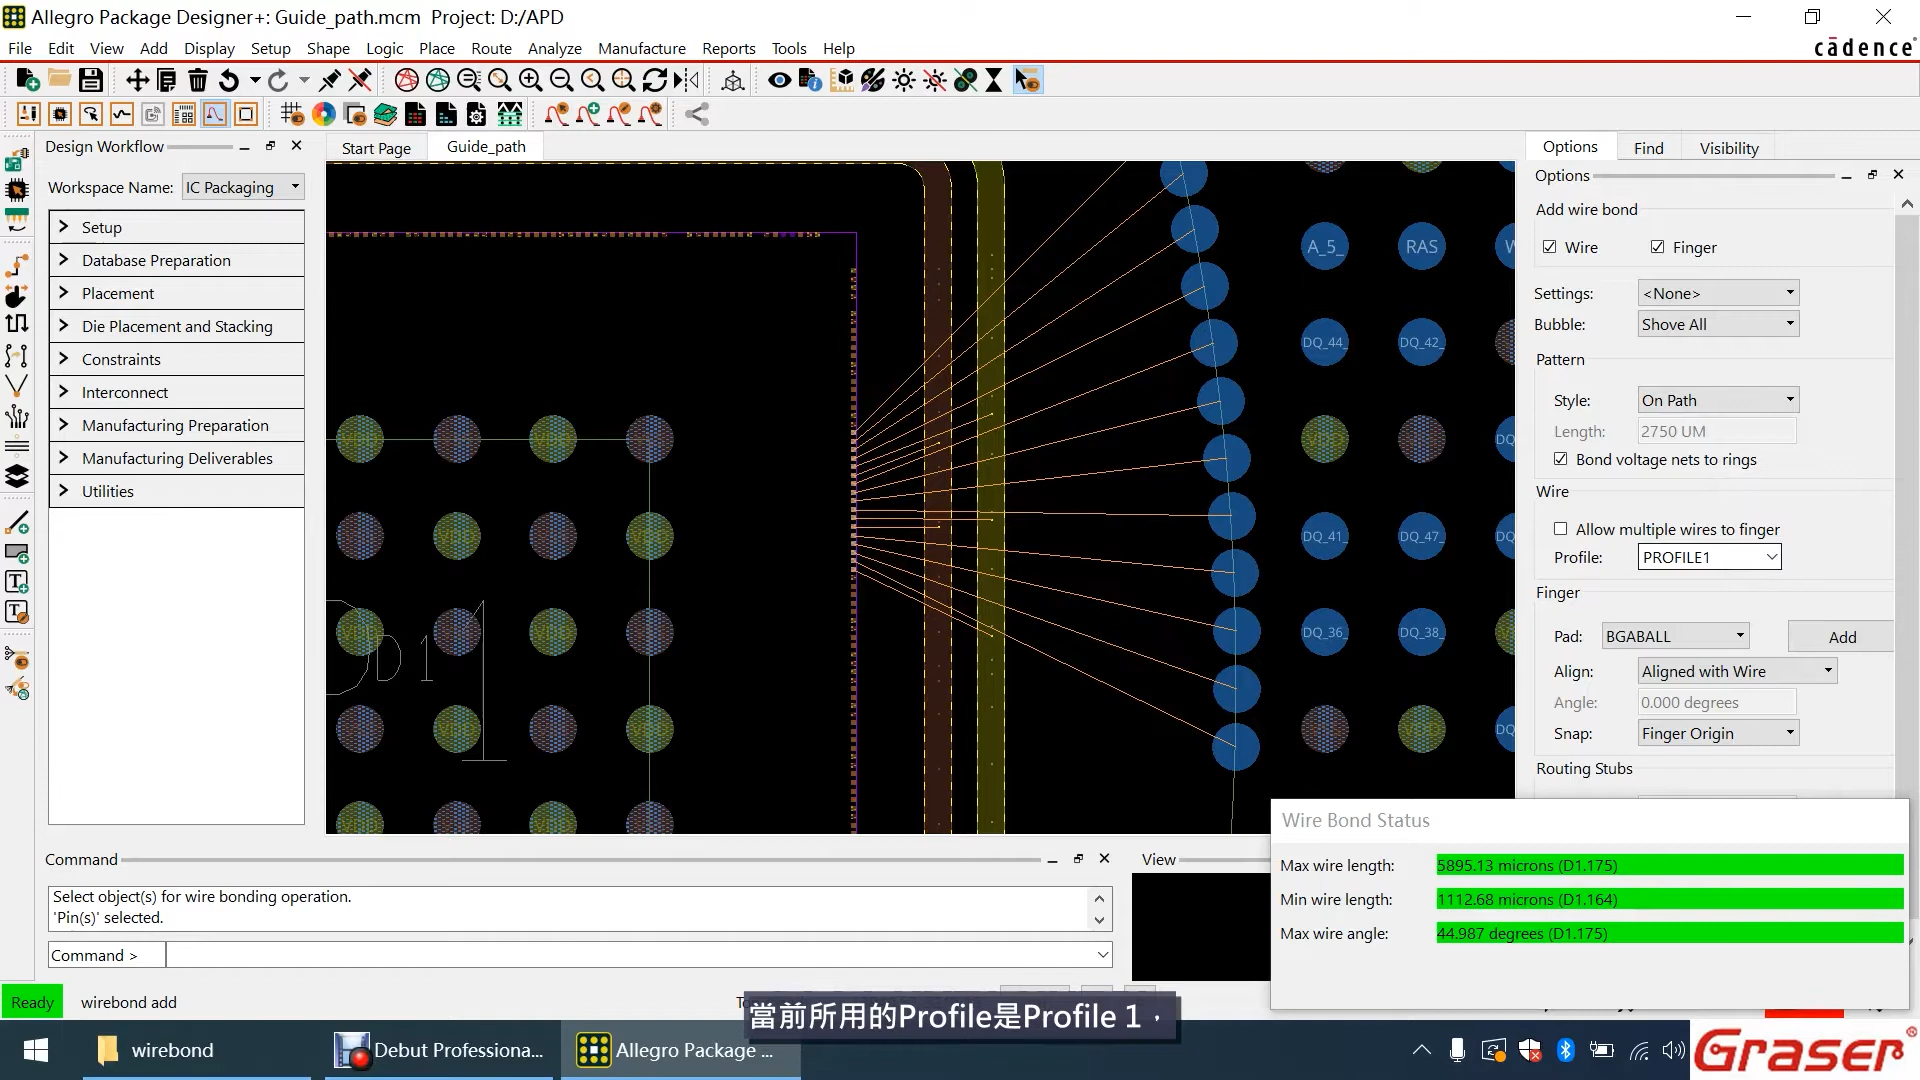 Allegro Package Designer+: Guide_path.mcm  Project: D:/APD
File Edit View Add Display Setup Shape Logic Place Route Analyze Manufacture Reports Tools Help
cādence
Design Workflow
Start Page
Guide_path
Options
Find
Visibility
Workspace Name: IC Packaging
Options
Setup
Database Preparation
Placement
Die Placement and Stacking
Constraints
Interconnect
Manufacturing Preparation
Manufacturing Deliverables
Utilities
A_5_
RAS
DQ_44_
DQ_42_
DQ_41_
DQ_47_
DQ_36_
DQ_38_
D1
1
Add wire bond
Wire
Finger
Settings: <None>
Bubble: Shove All
Pattern
Style: On Path
Length: 2750 UM
Bond voltage nets to rings
Wire
Allow multiple wires to finger
Profile: PROFILE1
Finger
Pad: BGABALL Add
Align: Aligned with Wire
Angle: 0.000 degrees
Snap: Finger Origin
Routing Stubs
Wire Bond Status
Max wire length: 5895.13 microns (D1.175)
Min wire length: 1112.68 microns (D1.164)
Max wire angle: 44.987 degrees (D1.175)
Command
View
Select object(s) for wire bonding operation.
'Pin(s)' selected.
Command >
Ready
wirebond add
當前所用的Profile是Profile 1，
wirebond
Debut Professiona...
Allegro Package ...
Graser®